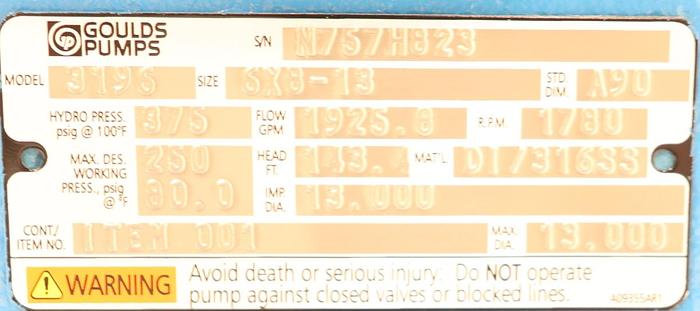 GOULDS PUMPS
S/N N757H823
MODEL 3196 SIZE 6X8-13 STD. DIM. A90
HYDRO PRESS. psig @ 100°F 375 FLOW GPM 1925.8 R.P.M. 1780
MAX. DES. WORKING PRESS., psig @ °F 250 80.0 HEAD FT. MAT'L DI/316SS
IMP. DIA. 13.000
CONT/ ITEM NO. ITEM 001 MAX. DIA. 13.000
WARNING Avoid death or serious injury: Do NOT operate
pump against closed valves or blocked lines. A09355AR1